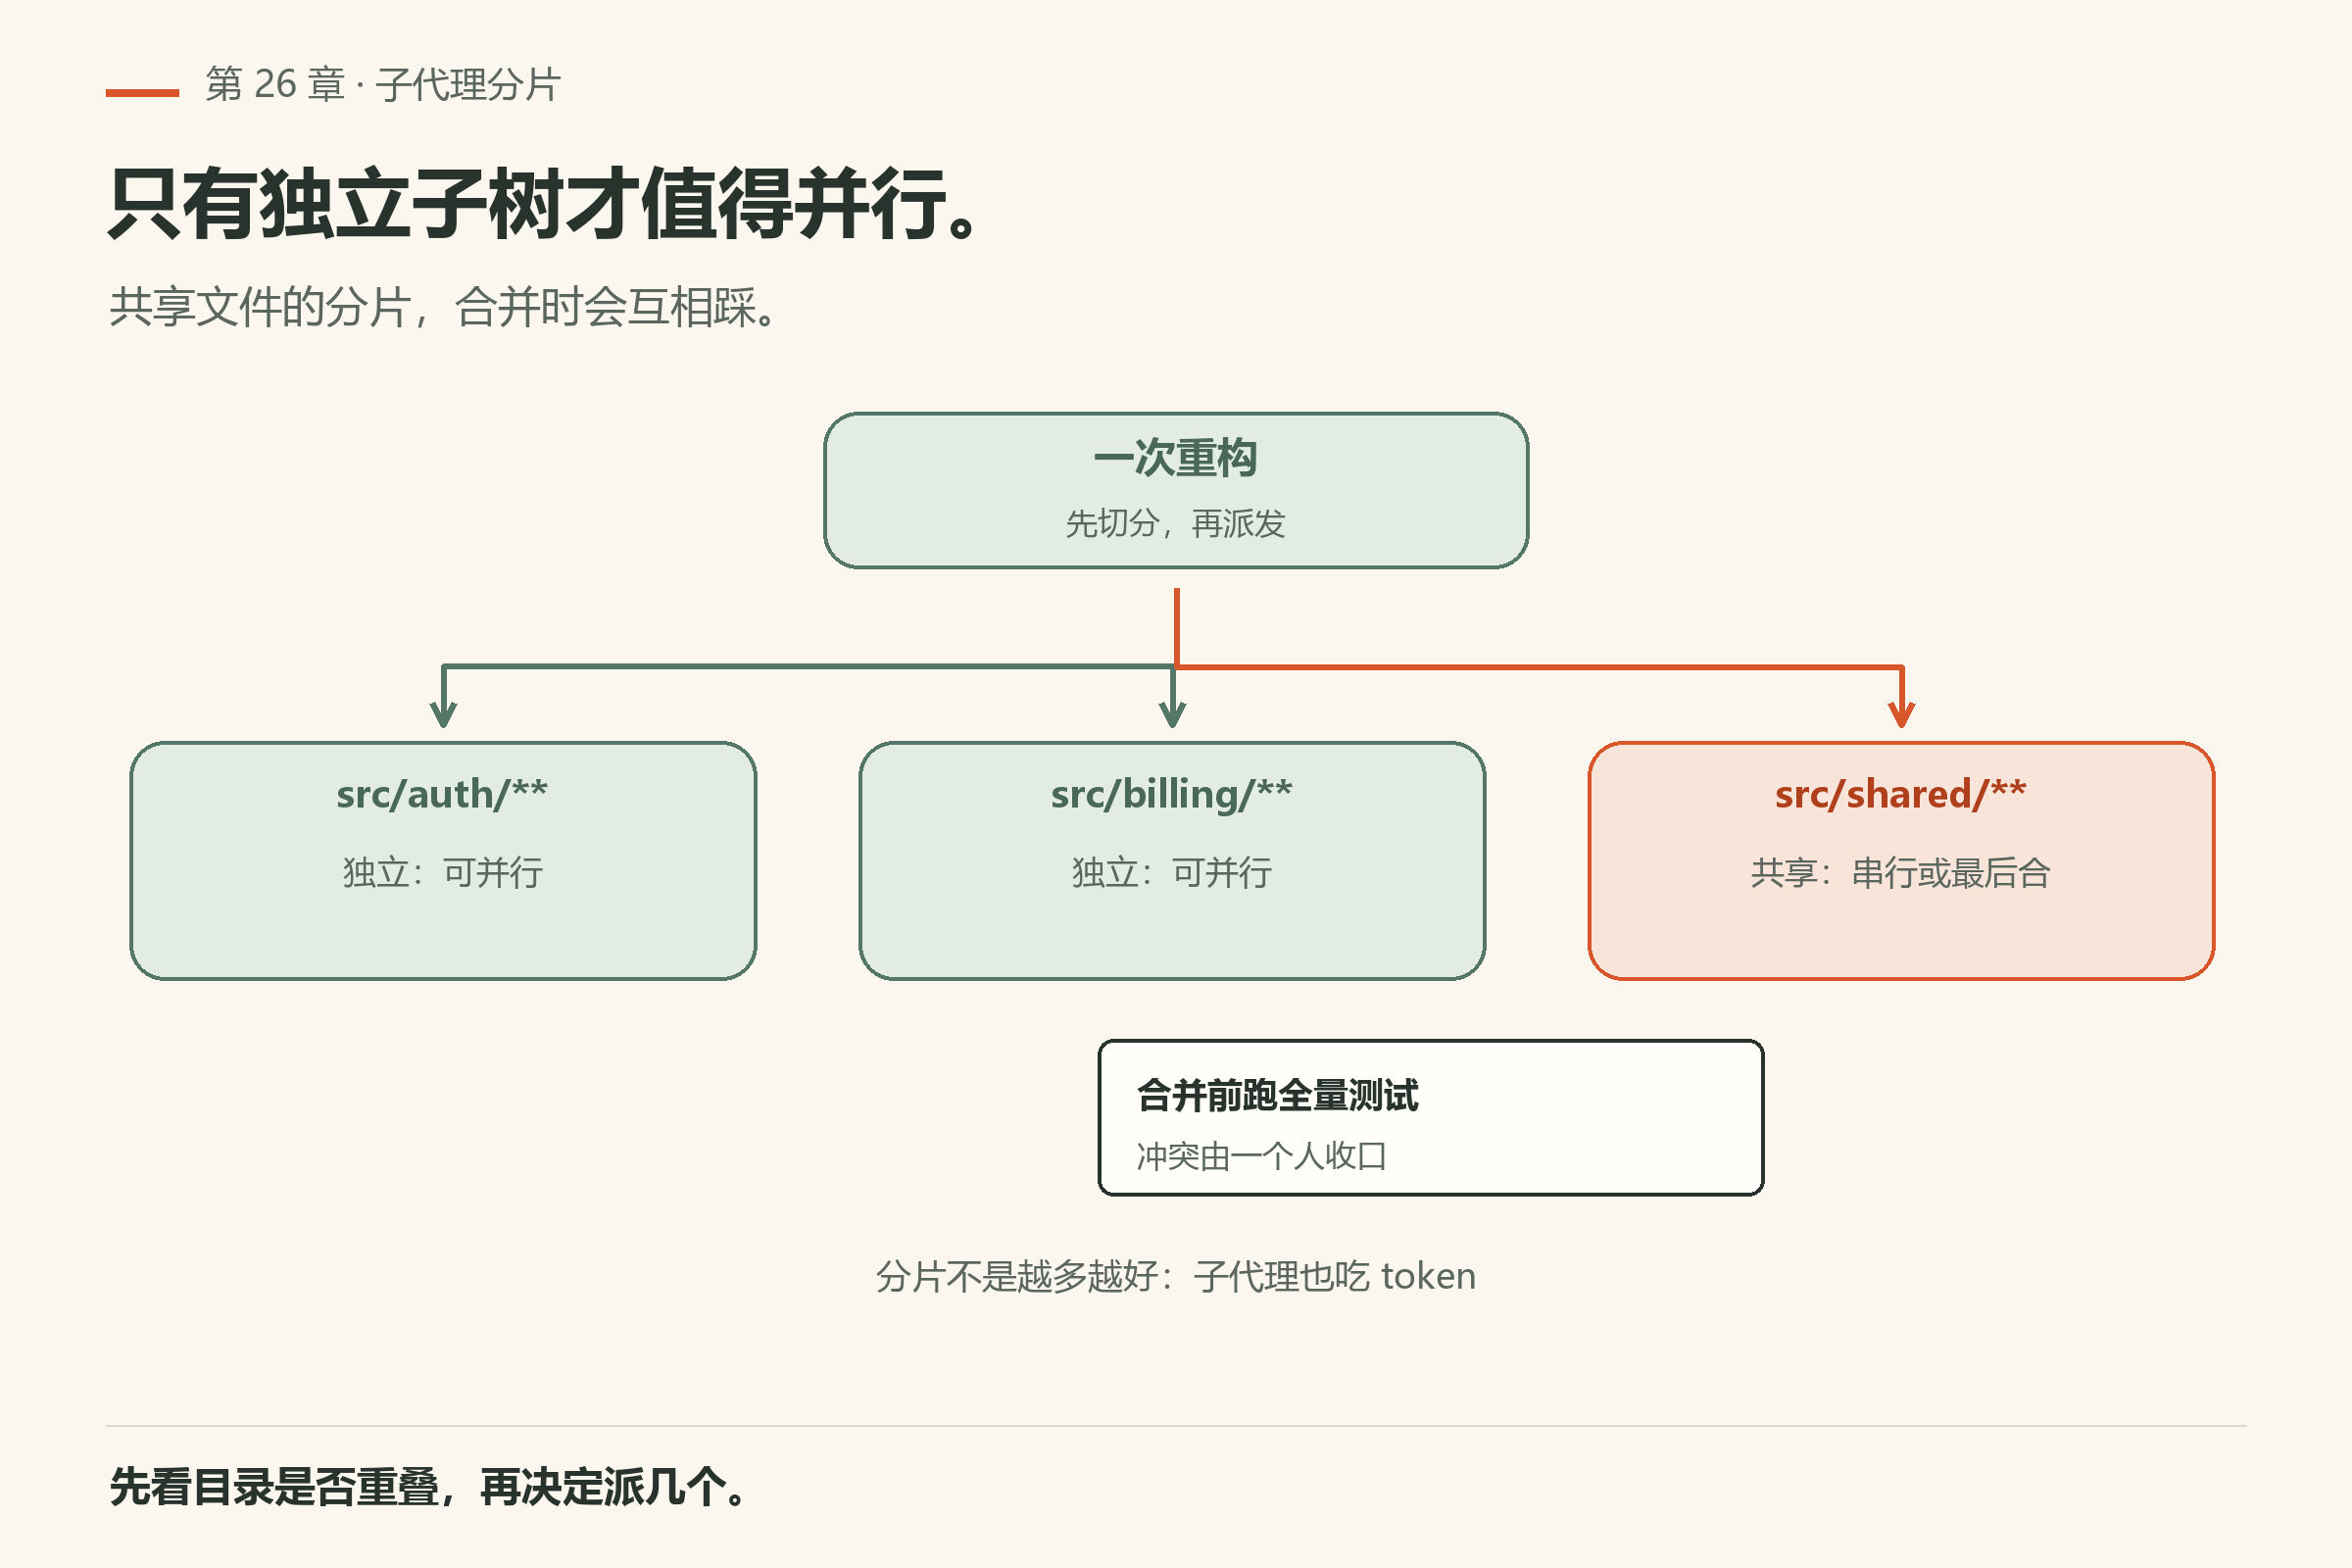 第 26 章 · 子代理分片
只有独立子树才值得并行。
共享文件的分片，合并时会互相踩。
一次重构
先切分，再派发
src/auth/**
独立：可并行
src/billing/**
独立：可并行
src/shared/**
共享：串行或最后合
合并前跑全量测试
冲突由一个人收口
分片不是越多越好：子代理也吃 token
先看目录是否重叠，再决定派几个。